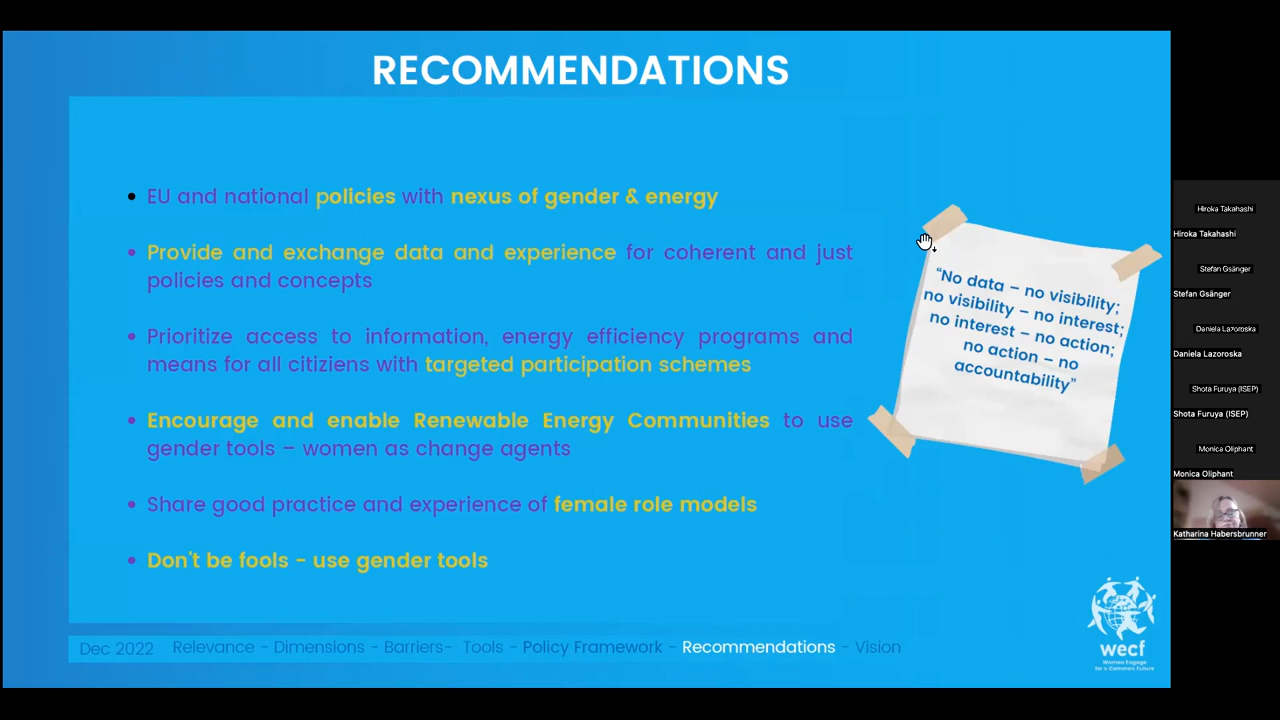 RECOMMENDATIONS
EU and national policies with nexus of gender & energy
Provide and exchange data and experience for coherent and just
policies and concepts
Prioritize access to information, energy efficiency programs and
means for all citiziens with targeted participation schemes
Encourage and enable Renewable Energy Communities to use
gender tools – women as change agents
Share good practice and experience of female role models
Don't be fools - use gender tools
“No data – no visibility;
no visibility – no interest;
no interest – no action;
no action – no
accountability”
Dec 2022 Relevance - Dimensions - Barriers- Tools - Policy Framework - Recommendations - Vision
wecf
Women Engage
for a Common Future
Hiroka Takahashi
Hiroka Takahashi
Stefan Gsänger
Stefan Gsänger
Daniela Lazoroska
Daniela Lazoroska
Shota Furuya (ISEP)
Shota Furuya (ISEP)
Monica Oliphant
Monica Oliphant
Katharina Habersbrunner